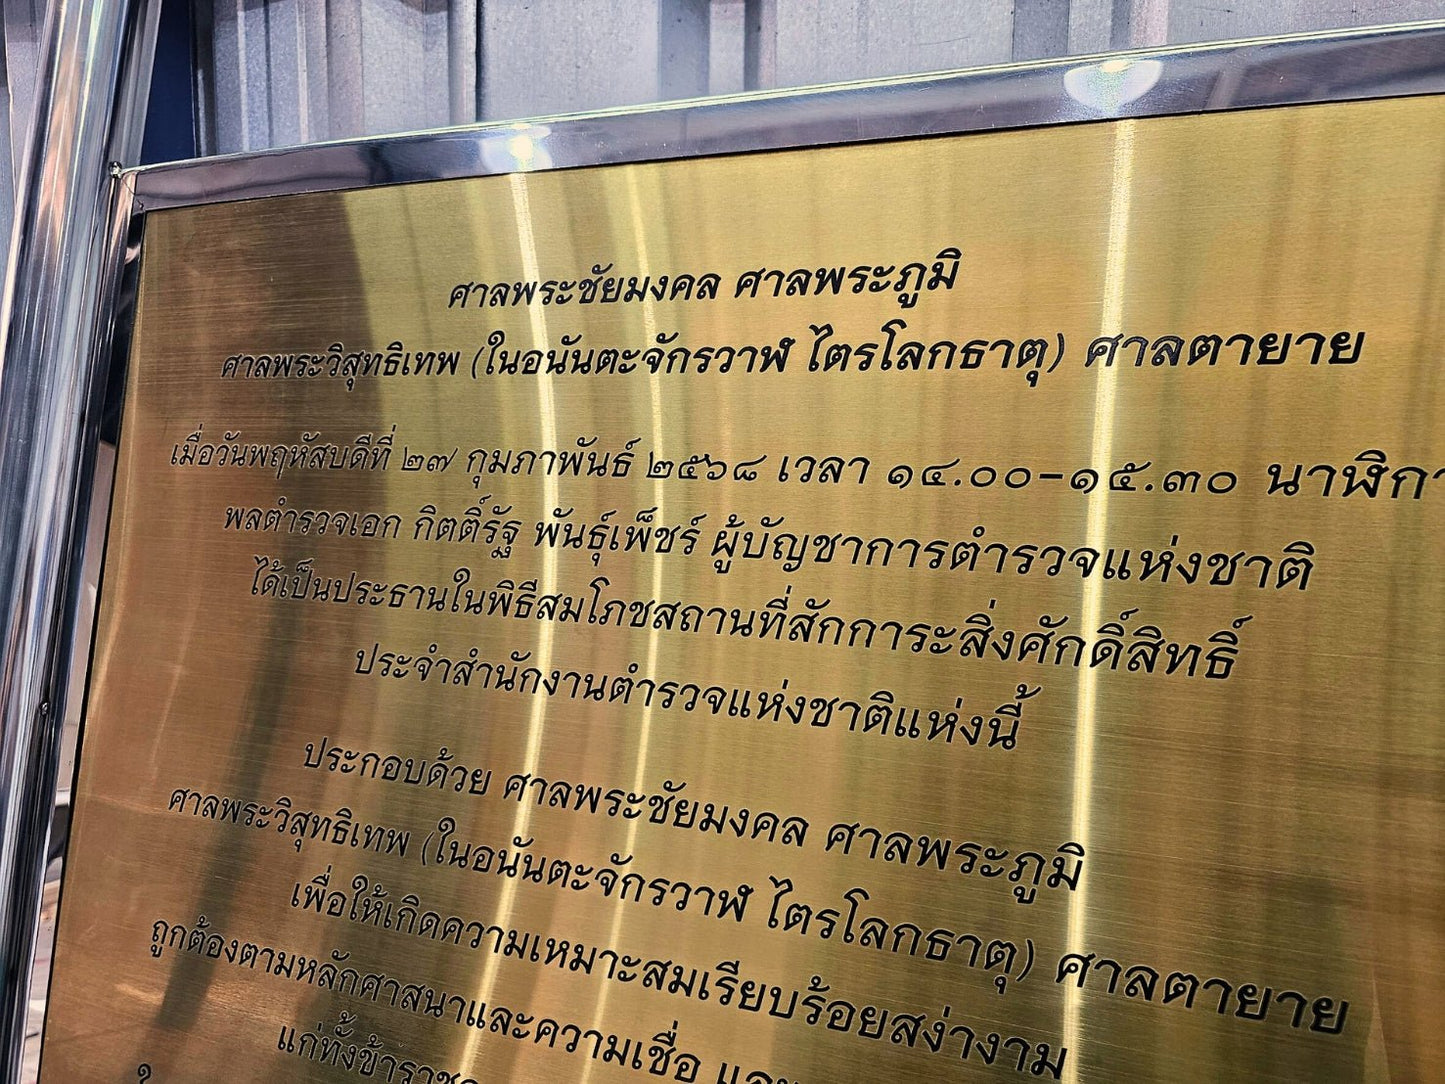 ศาลพระชัยมงคล ศาลพระภูมิ
ศาลพระวิสุทธิเทพ (ในอนันตะจักรวาฬ ไตรโลกธาตุ) ศาลตายาย
เมื่อวันพฤหัสบดีที่ ๒๗ กุมภาพันธ์ ๒๕๖๘ เวลา ๑๔.๐๐-๑๕.๓๐ นาฬิกา
พลตำรวจเอก กิตติ์รัฐ พันธุ์เพ็ชร์ ผู้บัญชาการตำรวจแห่งชาติ
ได้เป็นประธานในพิธีสมโภชสถานที่สักการะสิ่งศักดิ์สิทธิ์
ประจำสำนักงานตำรวจแห่งชาติแห่งนี้
ประกอบด้วย ศาลพระชัยมงคล ศาลพระภูมิ
ศาลพระวิสุทธิเทพ (ในอนันตะจักรวาฬ ไตรโลกธาตุ) ศาลตายาย
เพื่อให้เกิดความเหมาะสมเรียบร้อยสง่างาม
ถูกต้องตามหลักศาสนาและความเชื่อ
แก่ทั้งข้าราช